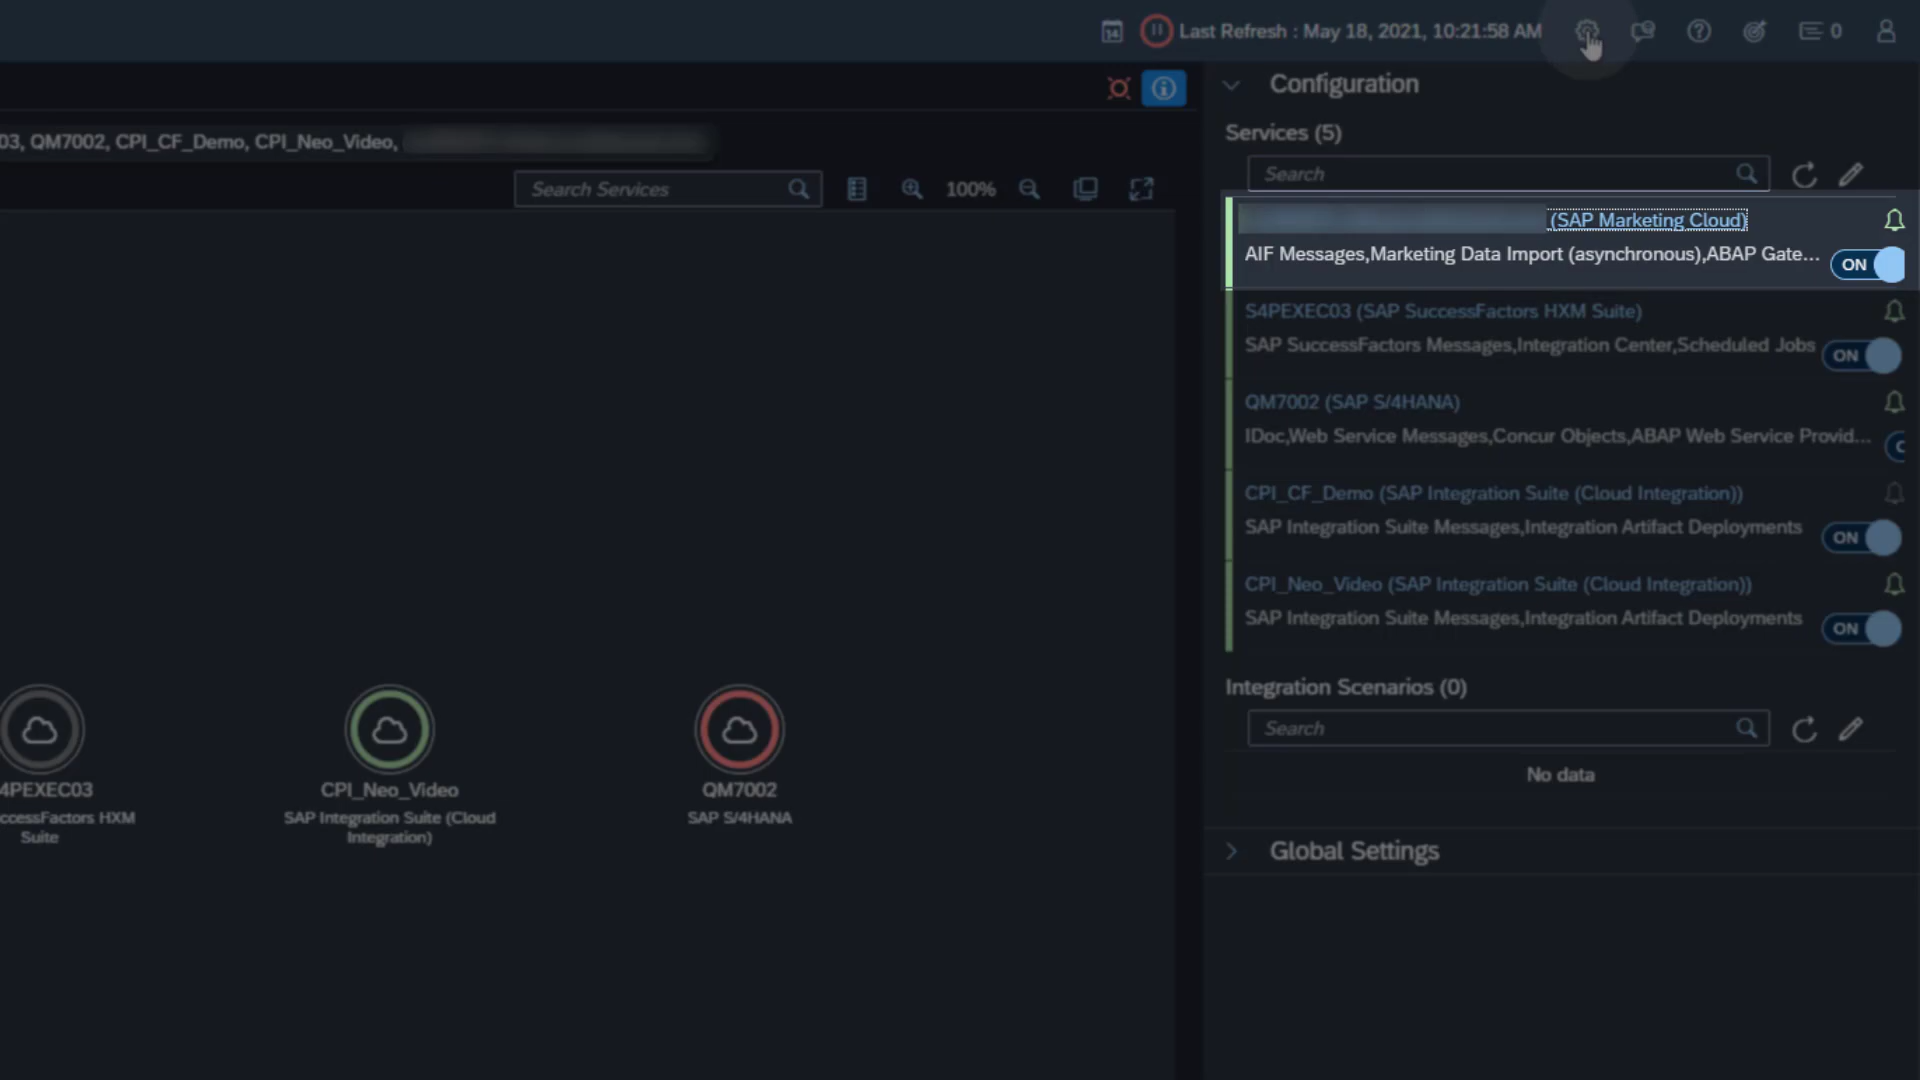 14
Last Refresh : May 18, 2021, 10:21:58 AM
0
Configuration
03, QM7002, CPI_CF_Demo, CPI_Neo_Video,
Services (5)
Search
Search Services
100%
(SAP Marketing Cloud)
AIF Messages,Marketing Data Import (asynchronous),ABAP Gate...
ON
S4PEXEC03 (SAP SuccessFactors HXM Suite)
SAP SuccessFactors Messages,Integration Center,Scheduled Jobs
ON
QM7002 (SAP S/4HANA)
IDoc,Web Service Messages,Concur Objects,ABAP Web Service Provid...
CPI_CF_Demo (SAP Integration Suite (Cloud Integration))
SAP Integration Suite Messages,Integration Artifact Deployments
ON
CPI_Neo_Video (SAP Integration Suite (Cloud Integration))
SAP Integration Suite Messages,Integration Artifact Deployments
ON
Integration Scenarios (0)
Search
No data
4PEXEC03
ccessFactors HXM
Suite
CPI_Neo_Video
SAP Integration Suite (Cloud
Integration)
QM7002
SAP S/4HANA
Global Settings